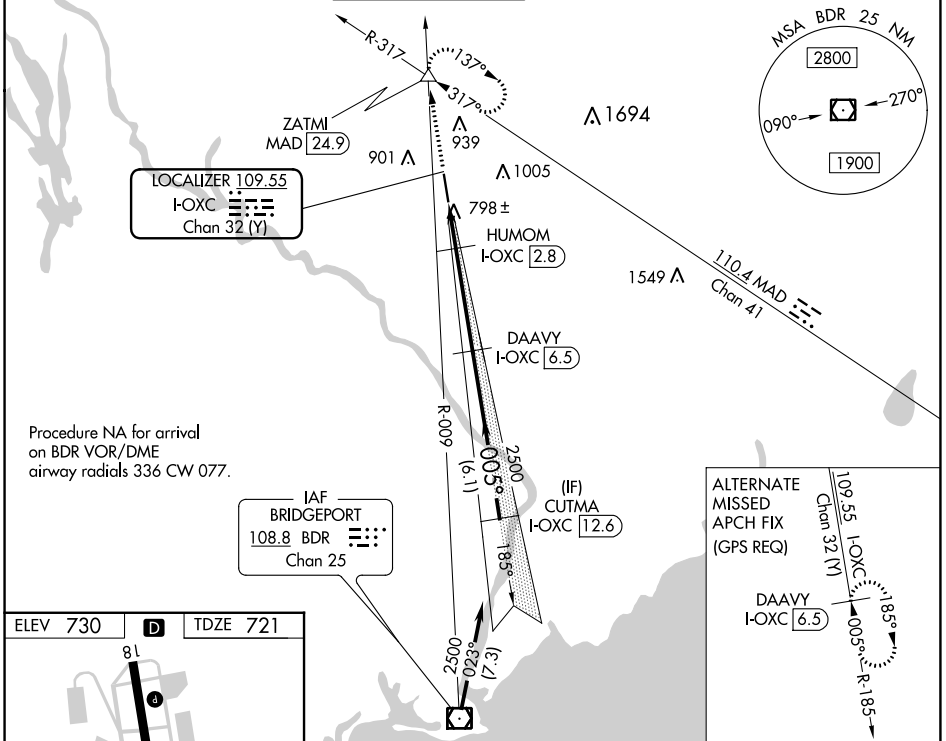 R-317
137°
317°
ZATMI
MAD 24.9
939
901
1694
1005
MSA BDR 25 NM
2800
090°
270°
1900
LOCALIZER 109.55
I-OXC
Chan 32 (Y)
798 ±
HUMOM
I-OXC 2.8
1549
110.4 MAD
Chan 41
DAAVY
I-OXC 6.5
R-009
2500
005°
(6.1)
Procedure NA for arrival
on BDR VOR/DME
airway radials 336 CW 077.
IAF
BRIDGEPORT
108.8 BDR
Chan 25
(IF)
CUTMA
I-OXC 12.6
185°
2500
023°
(7.3)
ALTERNATE
MISSED
APCH FIX
(GPS REQ)
109.55 I-OXC
Chan 32 (Y)
DAAVY
I-OXC 6.5
185°
005°
R-185
ELEV 730
D
TDZE 721
18
P